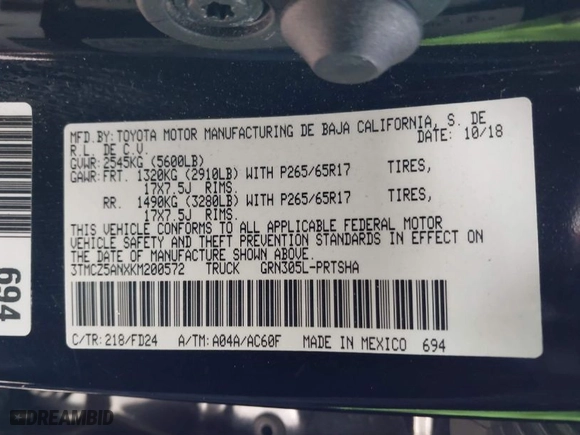 MFD.BY:TOYOTA MOTOR MANUFACTURING DE BAJA CALIFORNIA, S. DE
R.L. DE C.V. DATE: 10/18
GVWR:2545KG (5600LB)
GAWR:FRT. 1320KG (2910LB) WITH P265/65R17 TIRES,
17X7.5J RIMS.
RR. 1490KG (3280LB) WITH P265/65R17 TIRES,
17X7.5J RIMS.
THIS VEHICLE CONFORMS TO ALL APPLICABLE FEDERAL MOTOR
VEHICLE SAFETY AND THEFT PREVENTION STANDARDS IN EFFECT ON
THE DATE OF MANUFACTURE SHOWN ABOVE.
3TMCZ5ANXKM200572 TRUCK GRN305L-PRTSHA
C/TR:218/FD24 A/TM:A04A/AC60F MADE IN MEXICO 694
694
DREAMBID